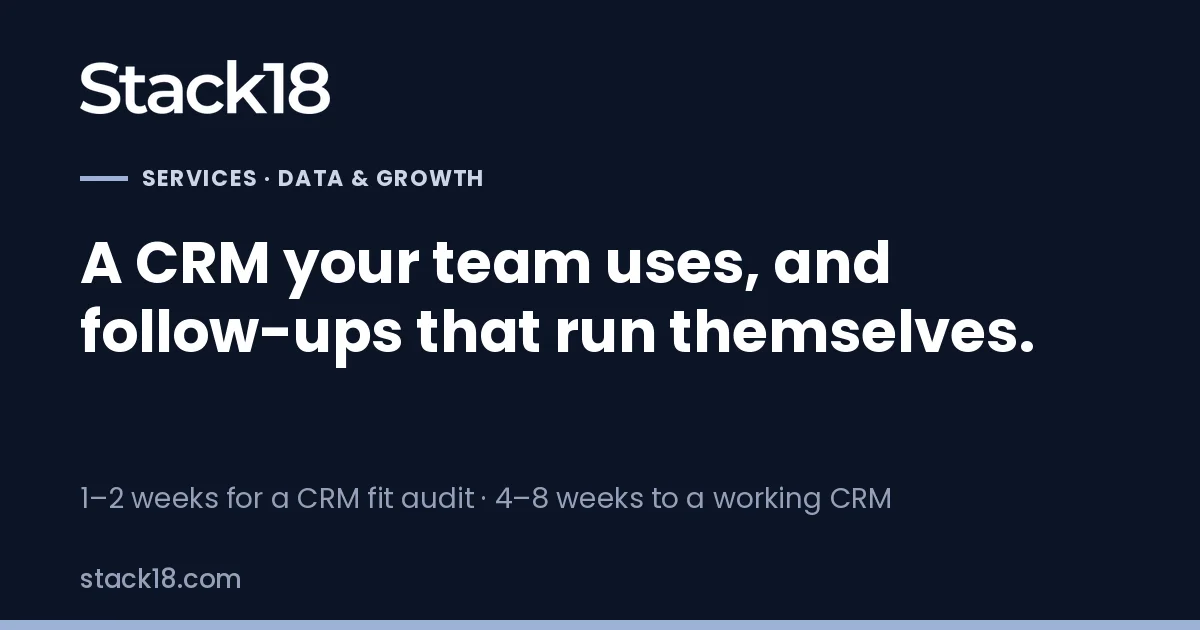 Stack18
SERVICES · DATA & GROWTH
A CRM your team uses, and
follow-ups that run themselves.
1–2 weeks for a CRM fit audit · 4–8 weeks to a working CRM
stack18.com